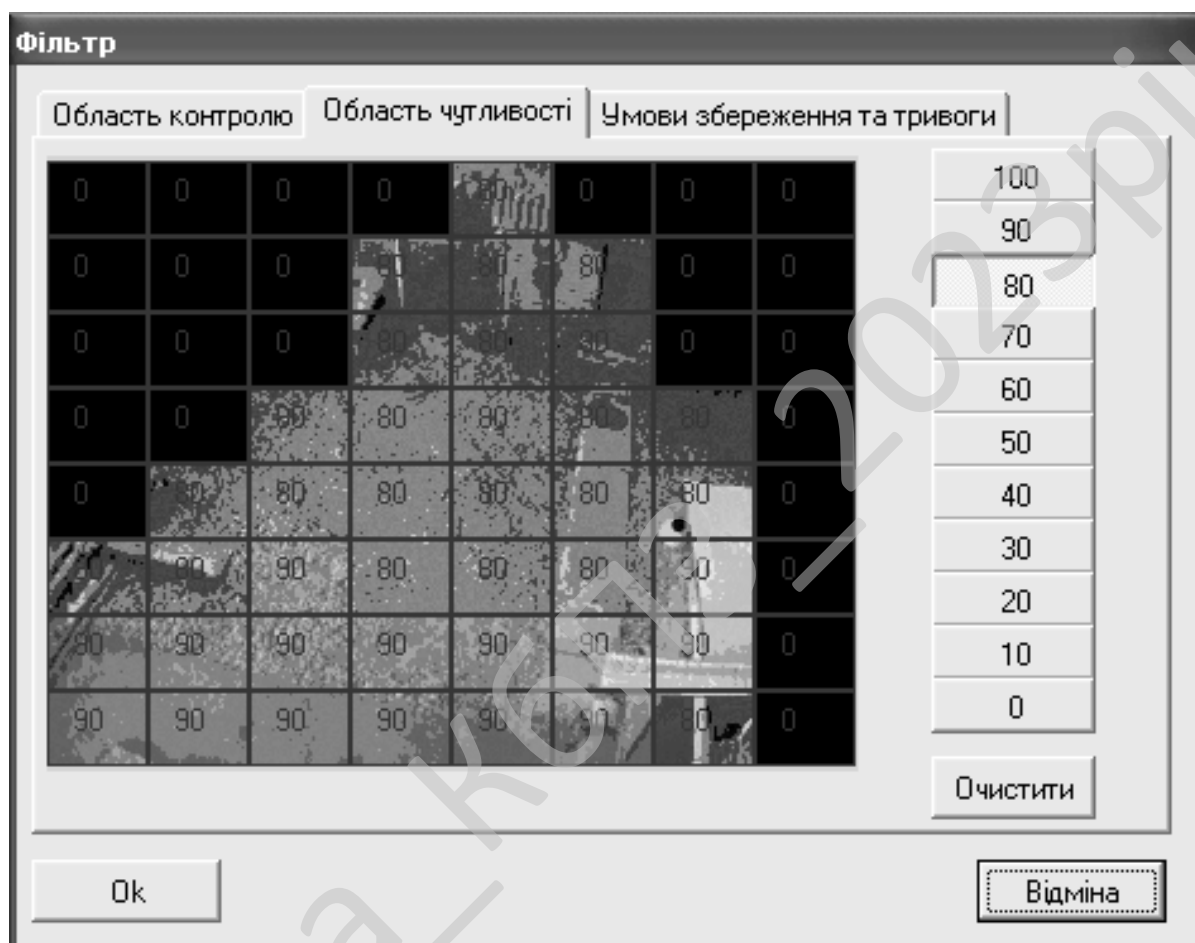 Фільтр
Область контролю Область чутливості Умови збереження та тривоги
0 0 0 0 80 0 0 0
0 0 0 80 80 80 0 0
0 0 0 80 80 80 0 0
0 0 80 80 80 80 80 0
0 80 80 80 80 80 80 0
80 90 80 80 80 90 0
90 90 90 90 90 90 90 0
90 90 90 90 90 90 80 0
100
90
80
70
60
50
40
30
20
10
0
Очистити
Ok Відміна